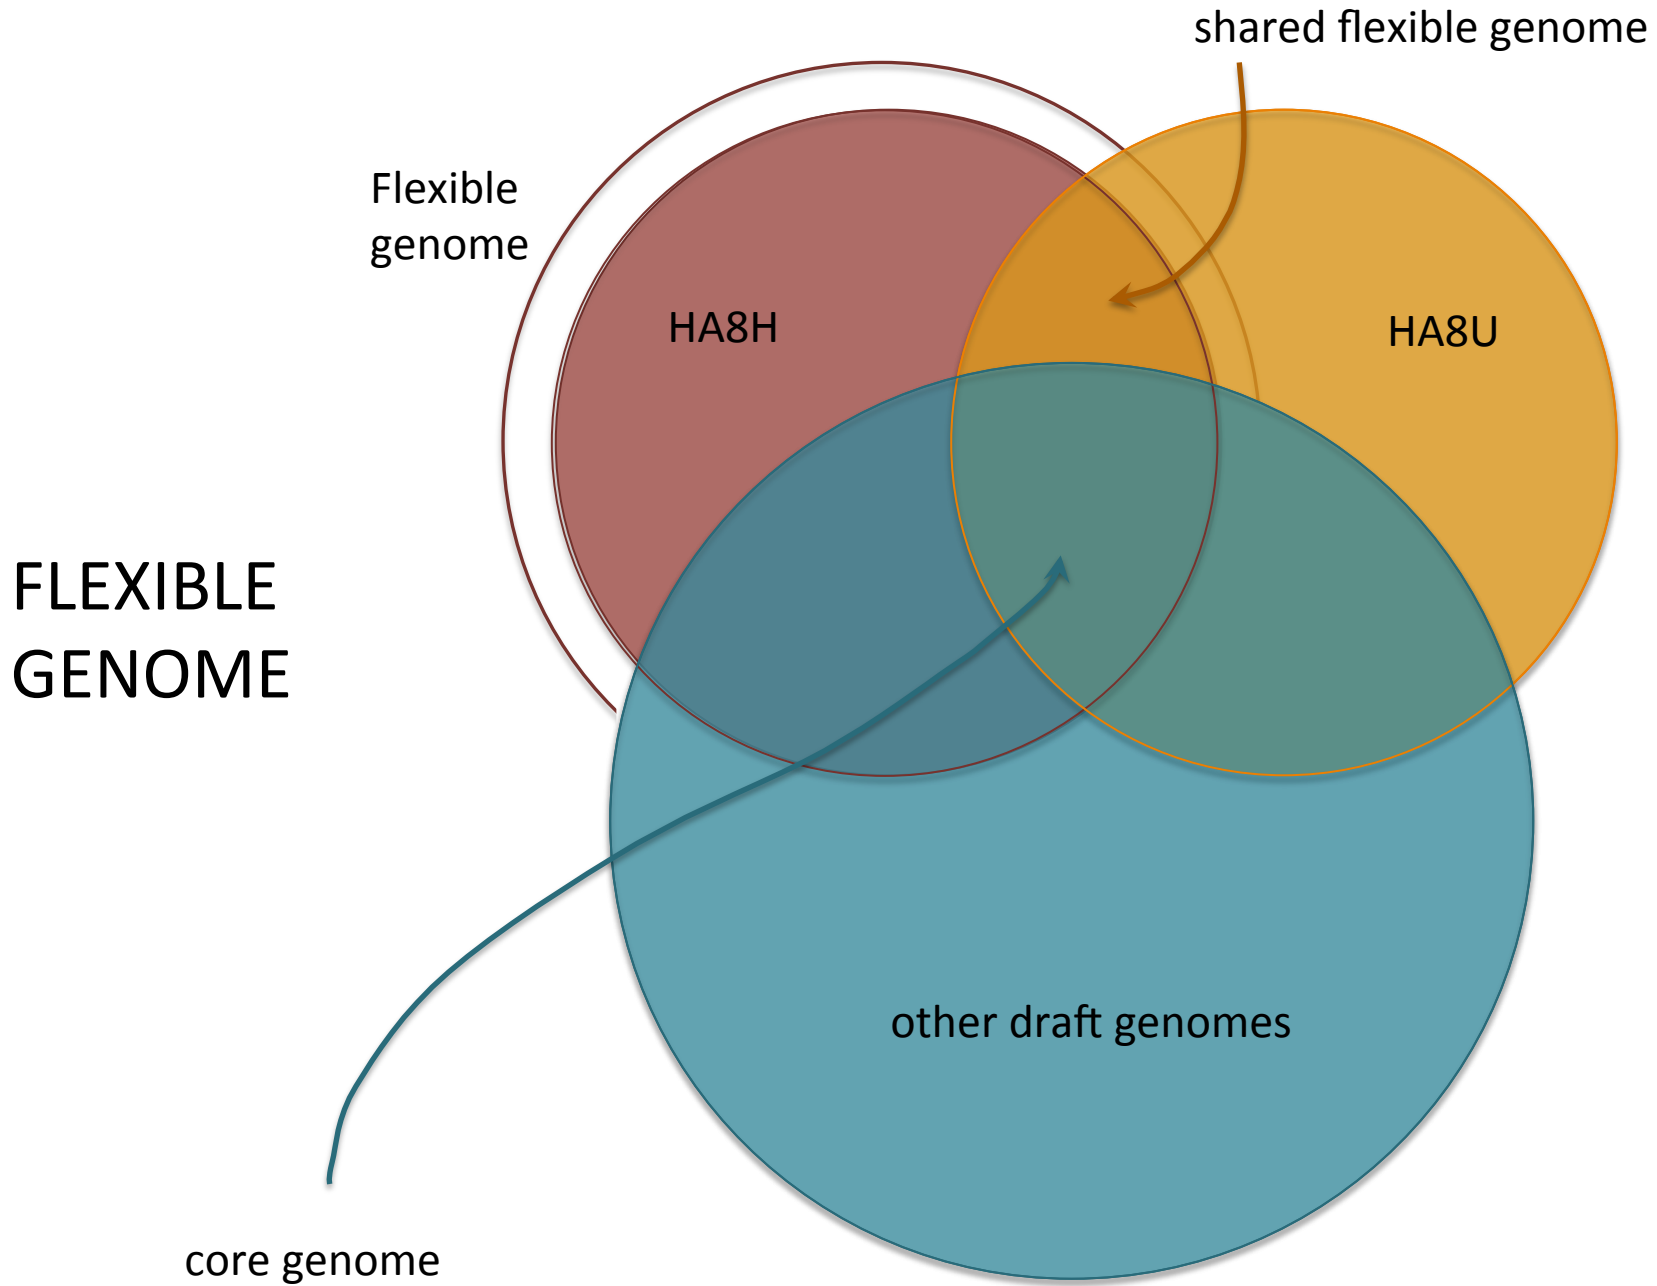 shared flexible genome
Flexible
genome
HA8H
HA8U
FLEXIBLE
GENOME
other draft genomes
core genome